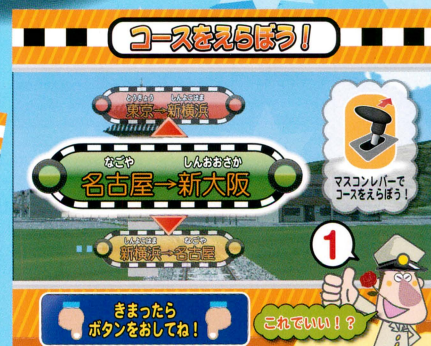 コースをえらぼう!
とうきょう しんよこはま
東京→新横浜
なごや しんおおさか
名古屋→新大阪
しんよこはま なごや
新横浜→名古屋
マスコンレバーで
コースをえらぼう!
1
きまったら
ボタンをおしてね!
これでいい!?